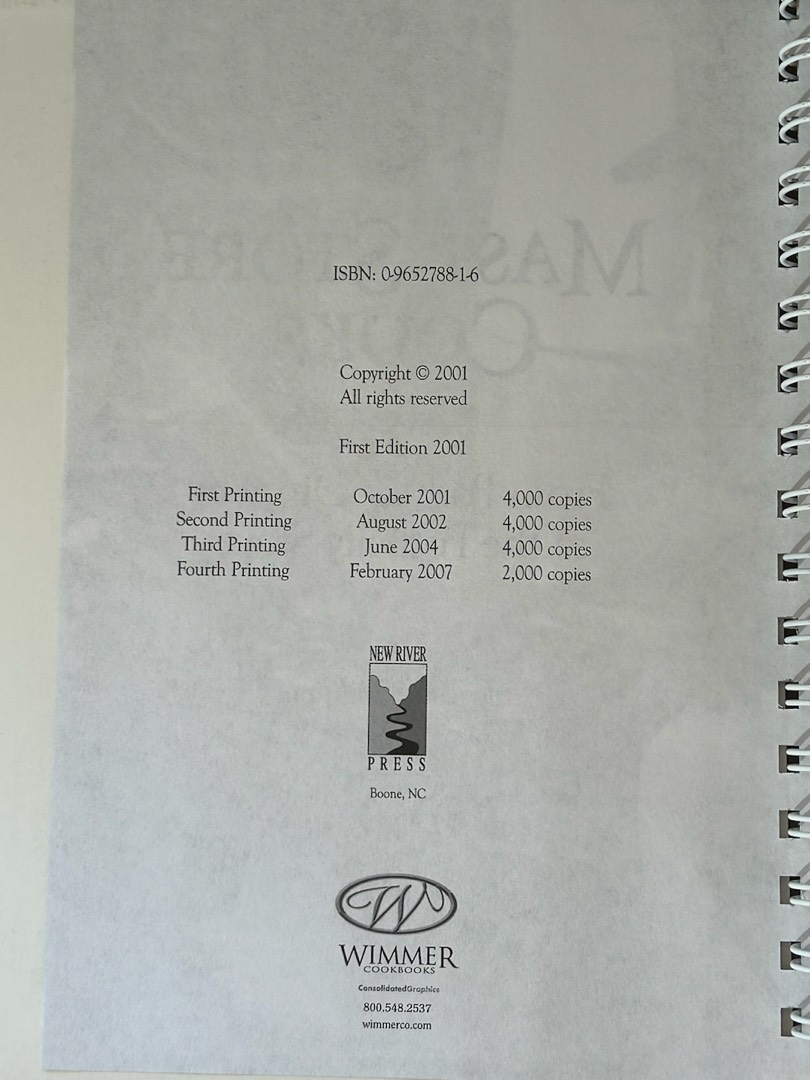 ISBN: 0-9652788-1-6
Copyright © 2001
All rights reserved
First Edition 2001
First Printing October 2001 4,000 copies
Second Printing August 2002 4,000 copies
Third Printing June 2004 4,000 copies
Fourth Printing February 2007 2,000 copies
NEW RIVER
PRESS
Boone, NC
W
WIMMER
COOKBOOKS
ConsolidatedGraphics
800.548.2537
wimmerco.com